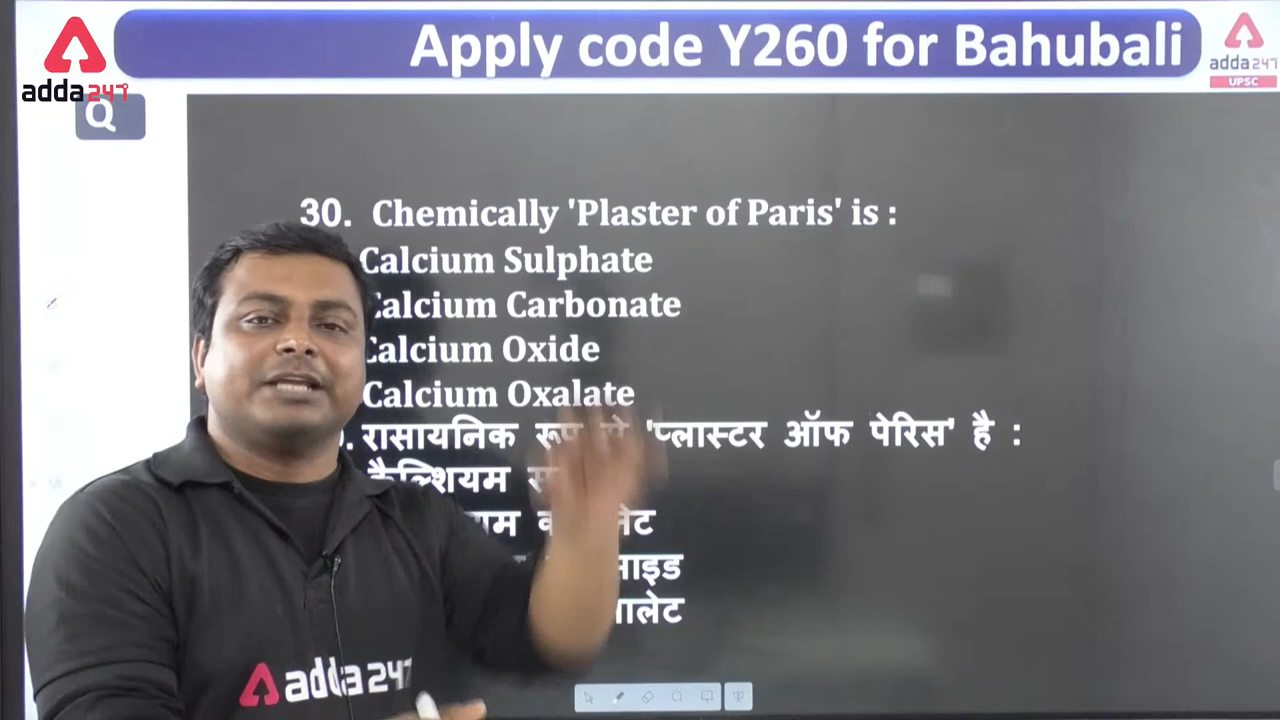 Apply code Y260 for Bahubali
adda247
adda247
UPSC
Q
30. Chemically 'Plaster of Paris' is :
Calcium Sulphate
Calcium Carbonate
Calcium Oxide
Calcium Oxalate
रासायनिक रूप से 'प्लास्टर ऑफ पेरिस' है :
कैल्शियम
adda247